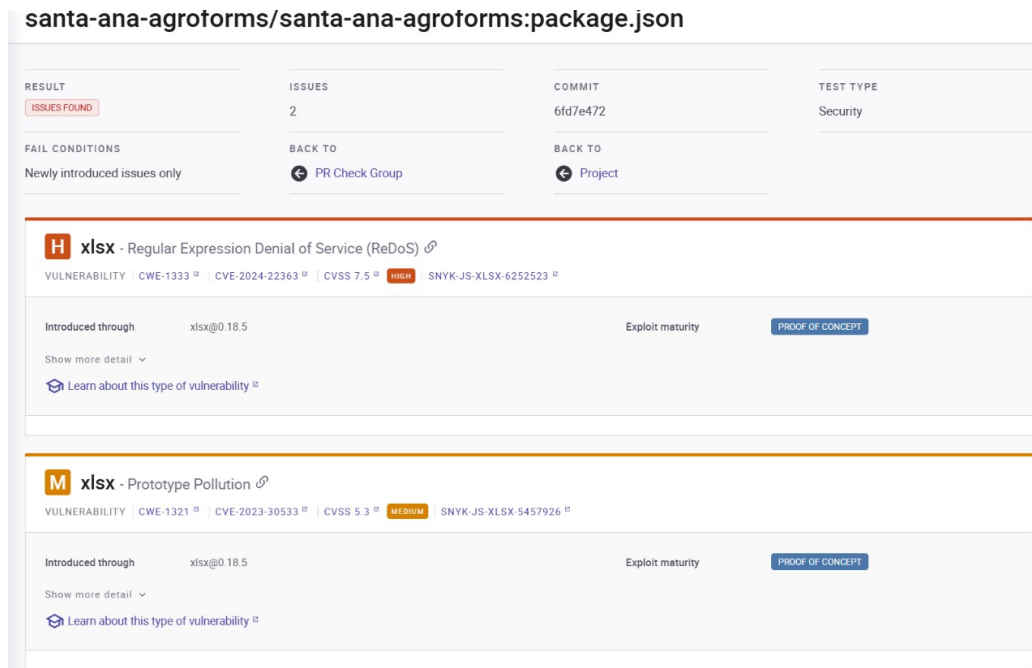 santa-ana-agroforms/santa-ana-agroforms:package.json
RESULT ISSUES COMMIT TEST TYPE
ISSUES FOUND 2 6fd7e472 Security
FAIL CONDITIONS BACK TO BACK TO
Newly introduced issues only PR Check Group Project
H xlsx - Regular Expression Denial of Service (ReDoS)
VULNERABILITY | CWE-1333 | CVE-2024-22363 | CVSS 7.5 HIGH | SNYK-JS-XLSX-6252523
Introduced through xlsx@0.18.5 Exploit maturity PROOF OF CONCEPT
Show more detail
Learn about this type of vulnerability
M xlsx - Prototype Pollution
VULNERABILITY | CWE-1321 | CVE-2023-30533 | CVSS 5.3 MEDIUM | SNYK-JS-XLSX-5457926
Introduced through xlsx@0.18.5 Exploit maturity PROOF OF CONCEPT
Show more detail
Learn about this type of vulnerability